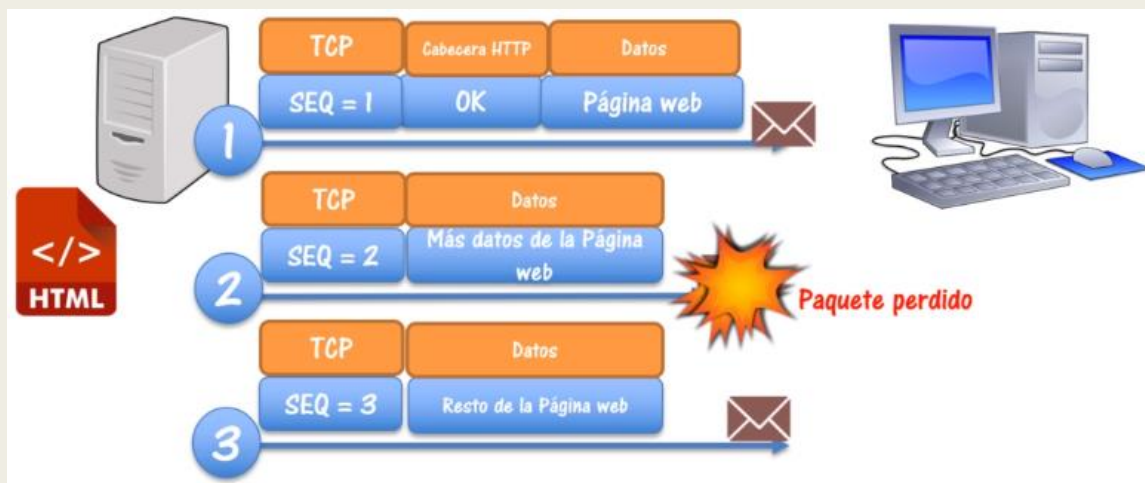 TCP Cabecera HTTP Datos
SEQ = 1 OK Página web
1
TCP Datos
SEQ = 2 Más datos de la Página
web
2
</>
HTML
Paquete perdido
TCP Datos
SEQ = 3 Resto de la Página web
3